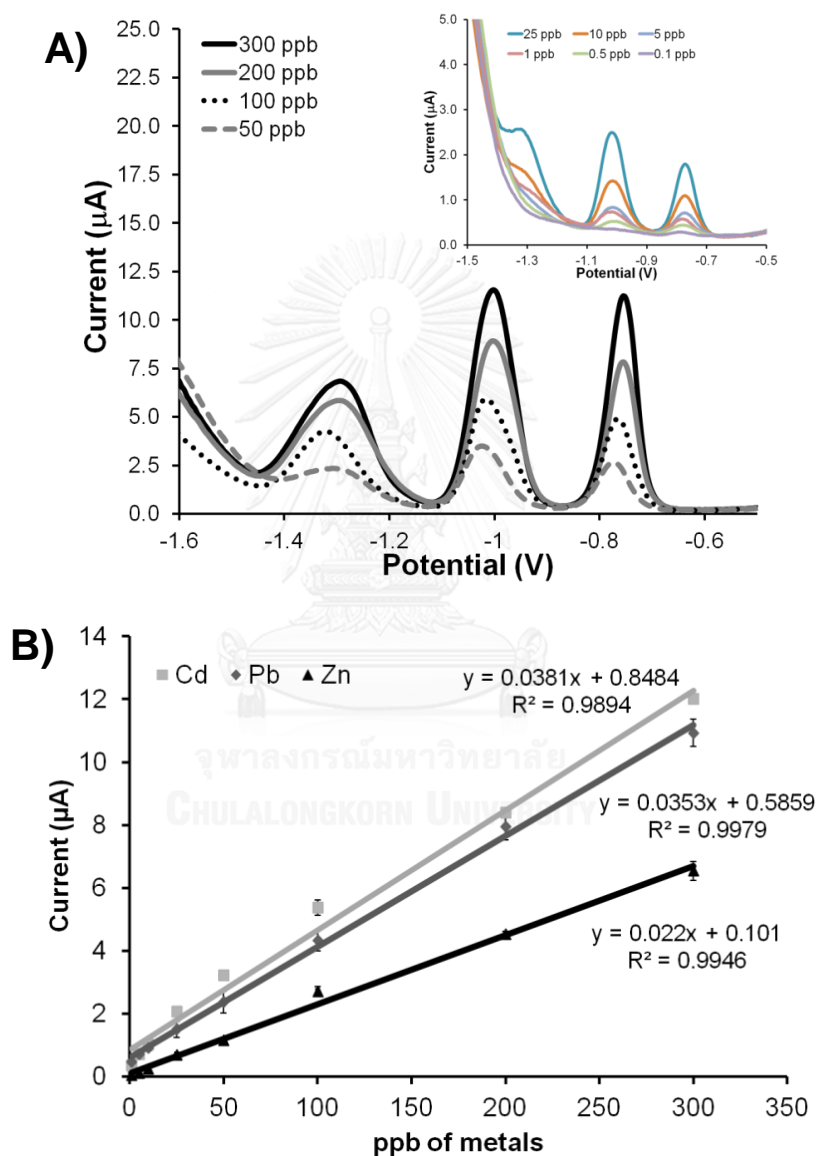 A)
25.0
22.5
20.0
17.5
15.0
12.5
10.0
7.5
5.0
2.5
0.0
Current (μA)
300 ppb
200 ppb
100 ppb
50 ppb
-1.6 -1.4 -1.2 -1 -0.8 -0.6
Potential (V)
5.0
4.0
3.0
2.0
1.0
0.0
Current (μA)
25 ppb 10 ppb 5 ppb
1 ppb 0.5 ppb 0.1 ppb
-1.5 -1.3 -1.1 -0.9 -0.7 -0.5
Potential (V)
B)
14
12
10
8
6
4
2
0
Current (μA)
Cd Pb Zn
y = 0.0381x + 0.8484
R² = 0.9894
y = 0.0353x + 0.5859
R² = 0.9979
y = 0.022x + 0.101
R² = 0.9946
จุฬาลงกรณ์มหาวิทยาลัย
CHULALONGKORN UNIVERSITY
0 50 100 150 200 250 300 350
ppb of metals